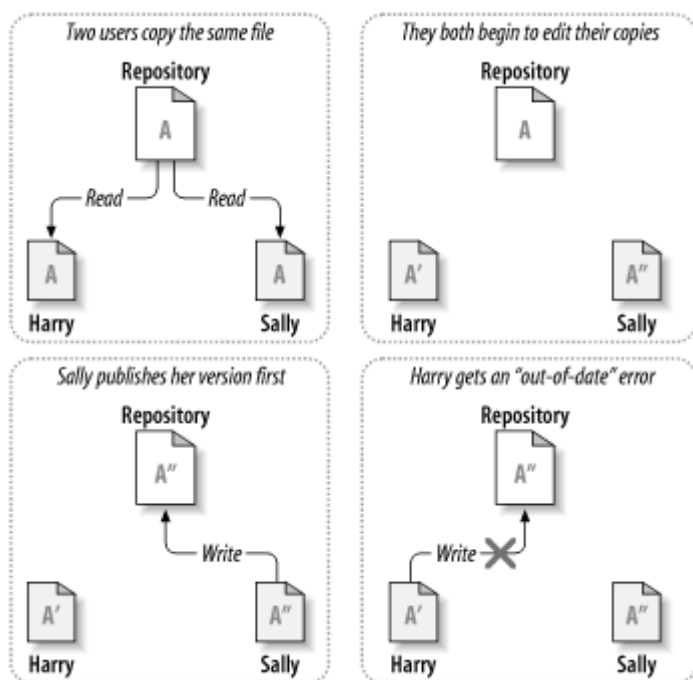 Two users copy the same file
Repository
A
Read Read
A A
Harry Sally
They both begin to edit their copies
Repository
A
A' A"
Harry Sally
Sally publishes her version first
Repository
A"
Write
A' A"
Harry Sally
Harry gets an “out-of-date” error
Repository
A"
Write
A' A"
Harry Sally